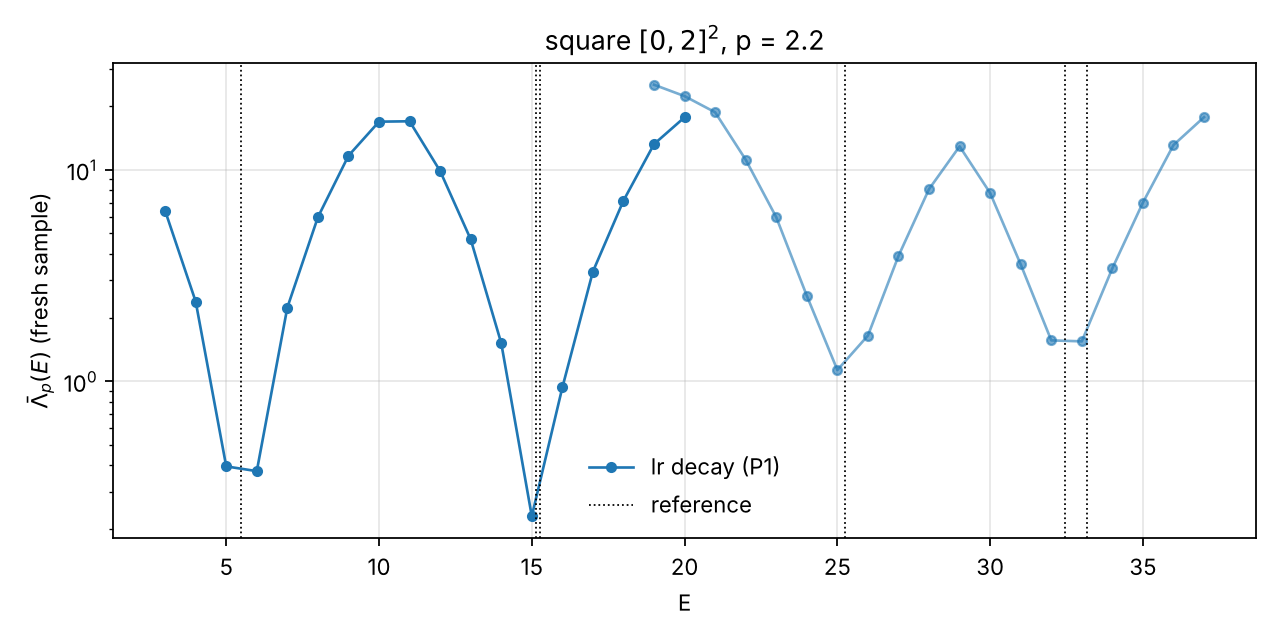 square [0, 2]², p = 2.2
Λ̄ₚ(E) (fresh sample)
10¹
10⁰
lr decay (P1)
reference
5 10 15 20 25 30 35
E